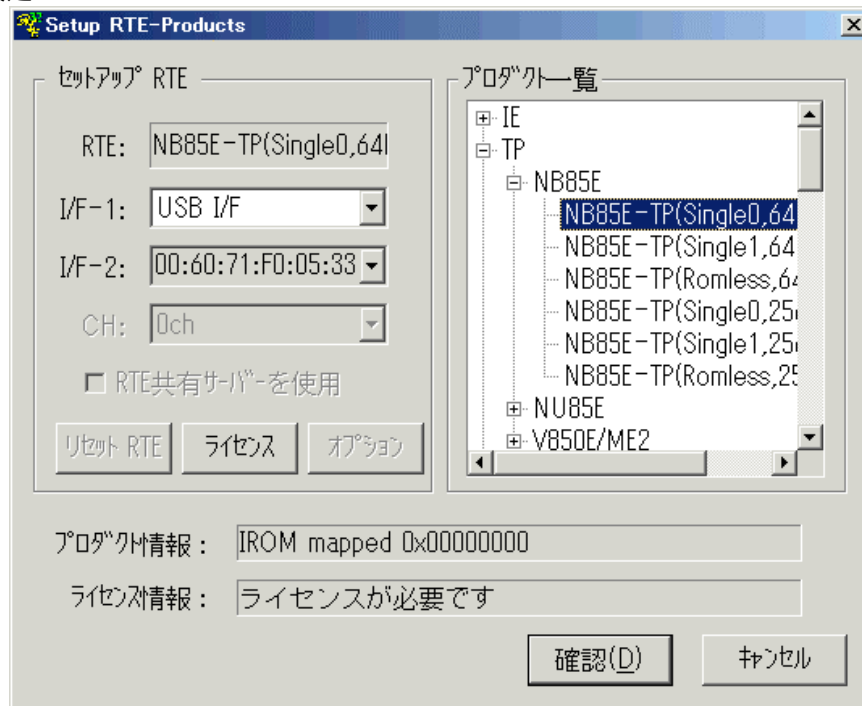 Setup RTE-Products
ｾｯﾄｱｯﾌﾟ RTE
RTE: NB85E-TP(Single0,64
I/F-1: USB I/F
I/F-2: 00:60:71:F0:05:33
CH: 0ch
RTE共有ｻｰﾊﾞｰを使用
ﾘｾｯﾄ RTE ﾗｲｾﾝｽ ｵﾌﾟｼｮﾝ
ﾌﾟﾛﾀﾞｸﾄ一覧
IE
TP
NB85E
NB85E-TP(Single0,64
NB85E-TP(Single1,64
NB85E-TP(Romless,64
NB85E-TP(Single0,25
NB85E-TP(Single1,25
NB85E-TP(Romless,25
NU85E
V850E/ME2
ﾌﾟﾛﾀﾞｸﾄ情報： IROM mapped 0x00000000
ﾗｲｾﾝｽ情報： ライセンスが必要です
確認(D) ｷｬﾝｾﾙ